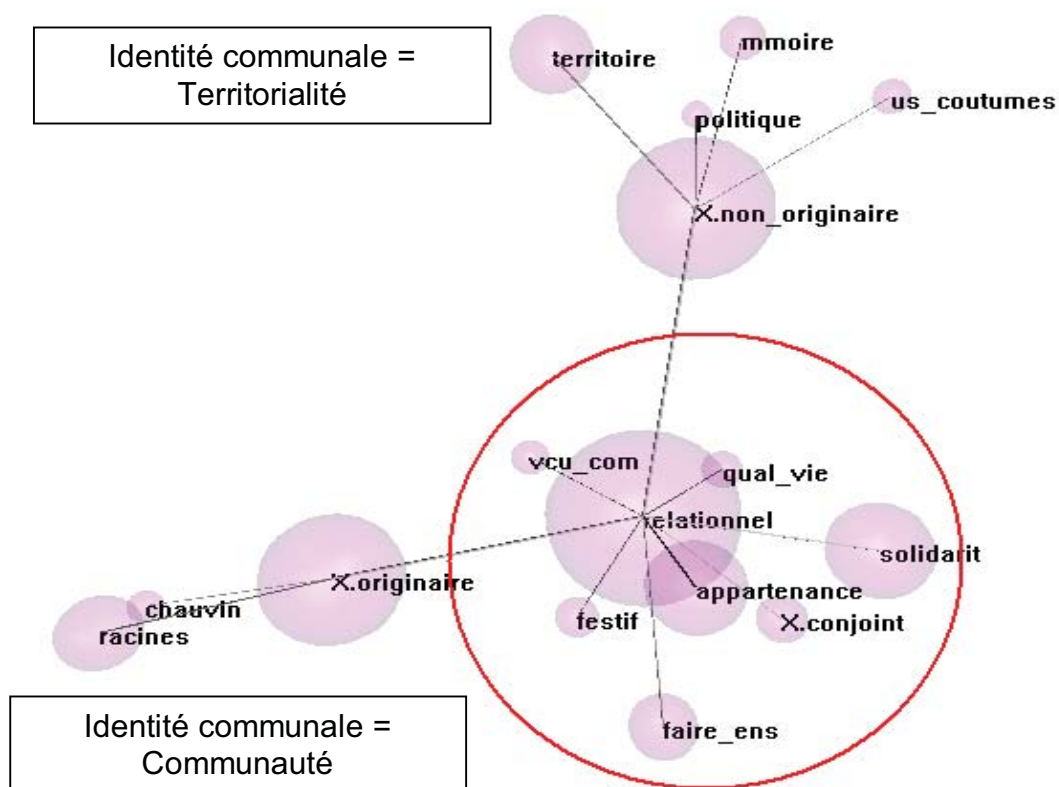 Identité communale =
Territorialité
territoire
mmoire
us_coutumes
politique
X.non_originaire
vcu_com
qual_vie
relationnel
solidarit
X.originaire
appartenance
chauvin
racines
festif
X.conjoint
faire_ens
Identité communale =
Communauté